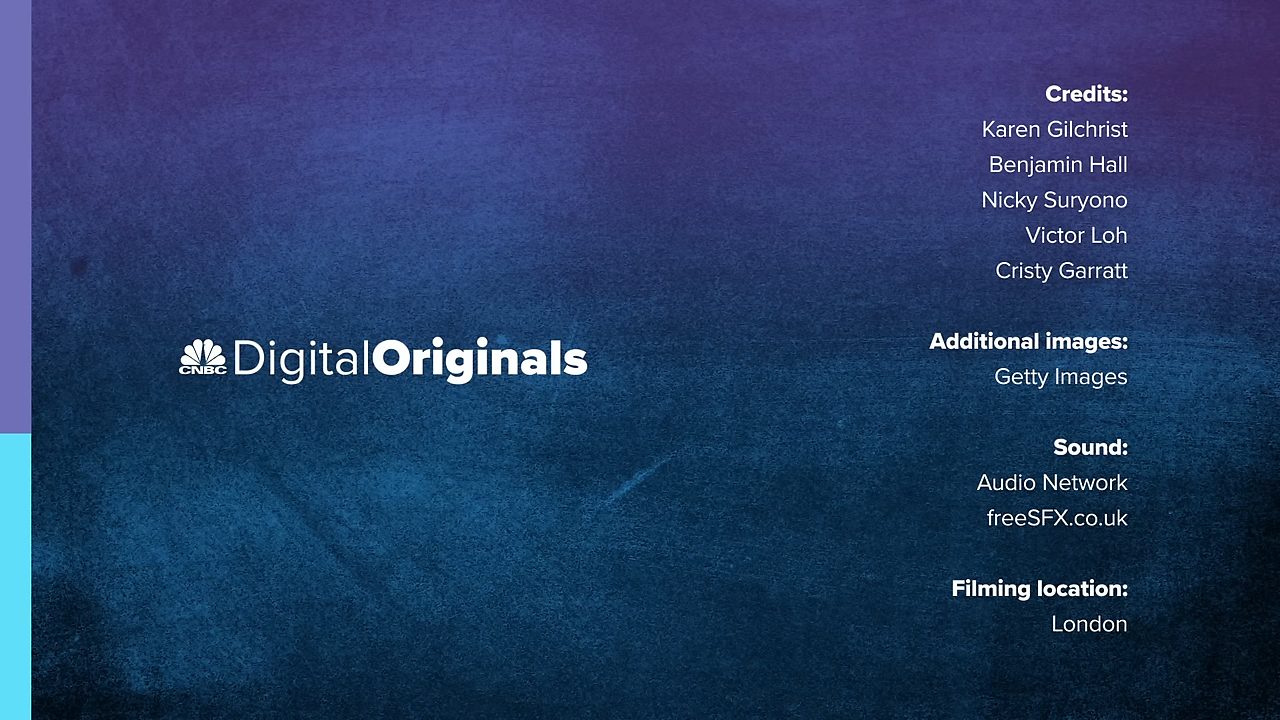 CNBC DigitalOriginals
Credits:
Karen Gilchrist
Benjamin Hall
Nicky Suryono
Victor Loh
Cristy Garratt
Additional images:
Getty Images
Sound:
Audio Network
freeSFX.co.uk
Filming location:
London